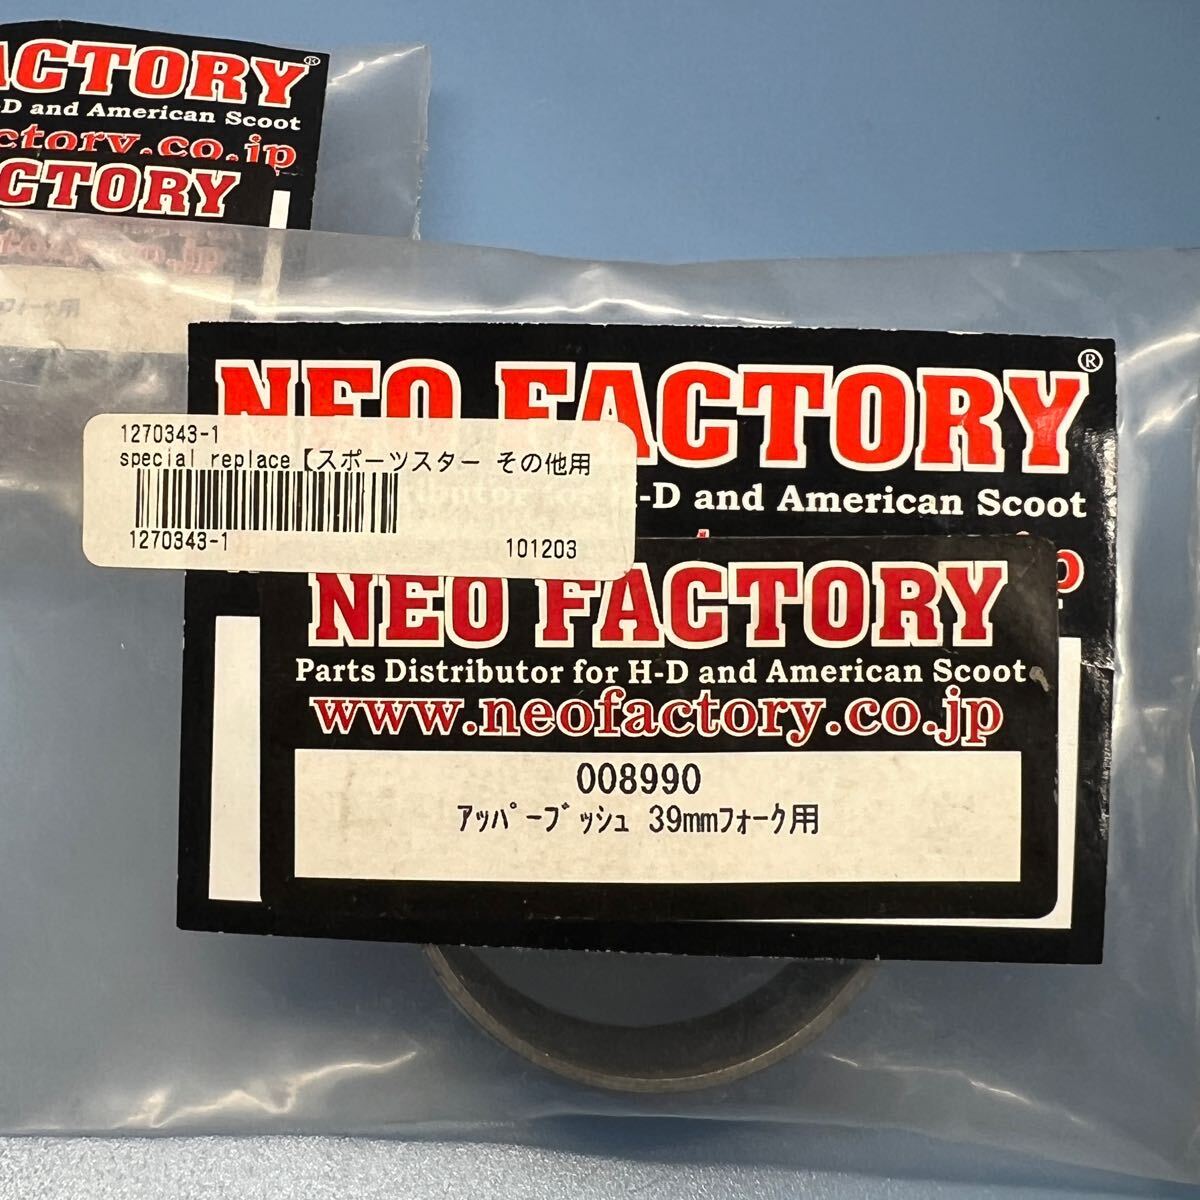 ACTORY®
-D and American Scoot
ctory.co.jp
CTORY
NEO FACTORY®
1270343-1
special replace【スポーツスター その他用
H-D and American Scoot
1270343-1
101203
NEO FACTORY
Parts Distributor for H-D and American Scoot
www.neofactory.co.jp
008990
ｱｯﾊﾟｰﾌﾞｯｼｭ 39mmﾌｫｰｸ用